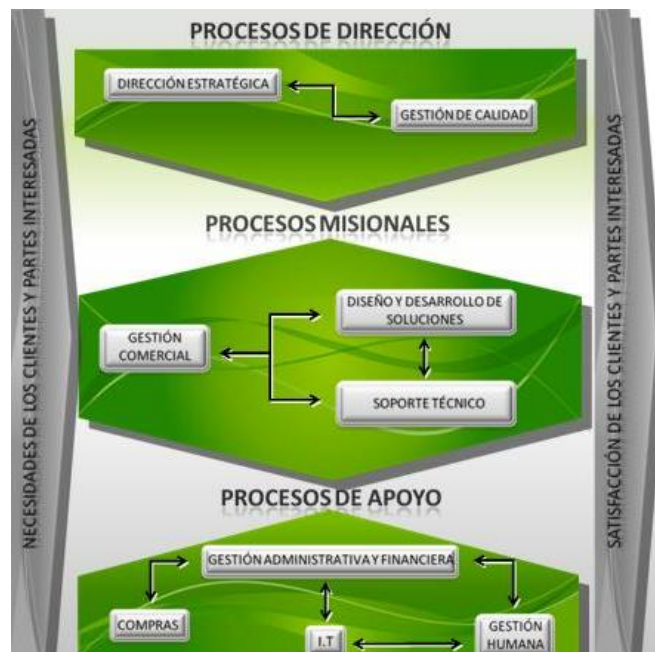 PROCESOS DE DIRECCIÓN
DIRECCIÓN ESTRATÉGICA
GESTIÓN DE CALIDAD
NECESIDADES DE LOS CLIENTES Y PARTES INTERESADAS
SATISFACCIÓN DE LOS CLIENTES Y PARTES INTERESADAS
PROCESOS MISIONALES
DISEÑO Y DESARROLLO DE
SOLUCIONES
GESTIÓN
COMERCIAL
SOPORTE TÉCNICO
PROCESOS DE APOYO
GESTIÓN ADMINISTRATIVA Y FINANCIERA
COMPRAS
I.T
GESTIÓN
HUMANA